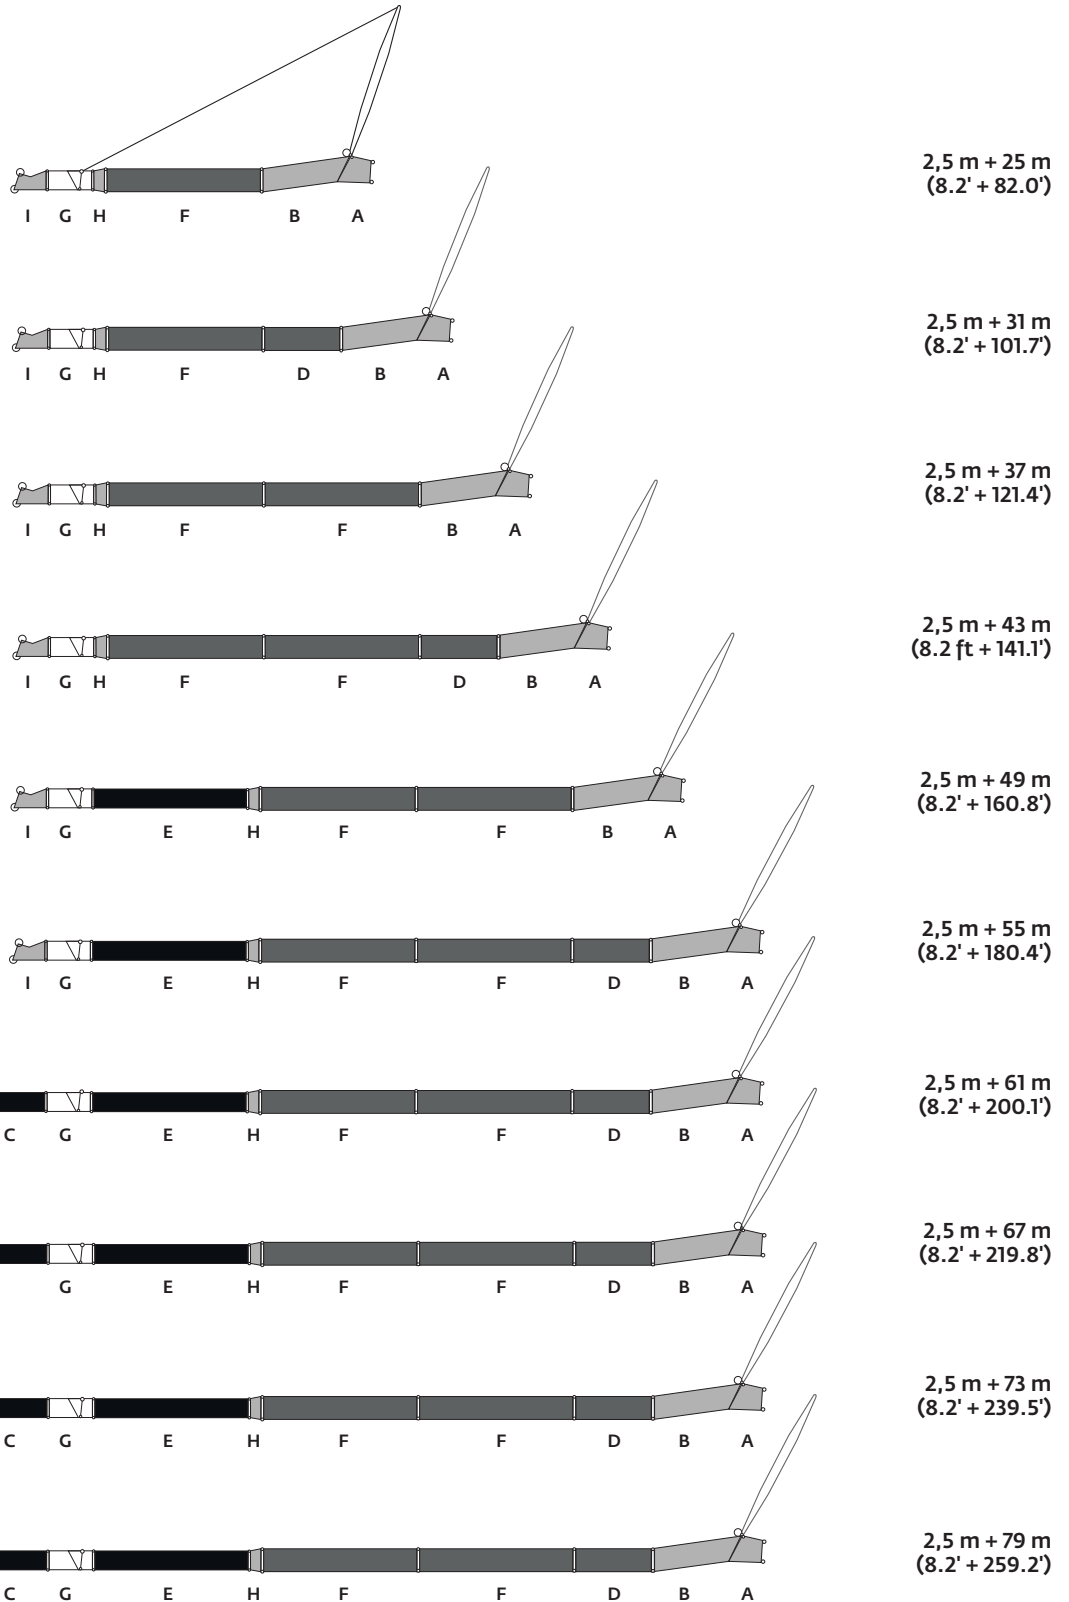 2,5 m + 25 m
(8.2' + 82.0')
I G H F B A
2,5 m + 31 m
(8.2' + 101.7')
I G H F D B A
2,5 m + 37 m
(8.2' + 121.4')
I G H F F B A
2,5 m + 43 m
(8.2 ft + 141.1')
I G H F F D B A
2,5 m + 49 m
(8.2' + 160.8')
I G E H F F B A
2,5 m + 55 m
(8.2' + 180.4')
I G E H F F D B A
2,5 m + 61 m
(8.2' + 200.1')
C G E H F F D B A
2,5 m + 67 m
(8.2' + 219.8')
G E H F F D B A
2,5 m + 73 m
(8.2' + 239.5')
C G E H F F D B A
2,5 m + 79 m
(8.2' + 259.2')
C G E H F F D B A